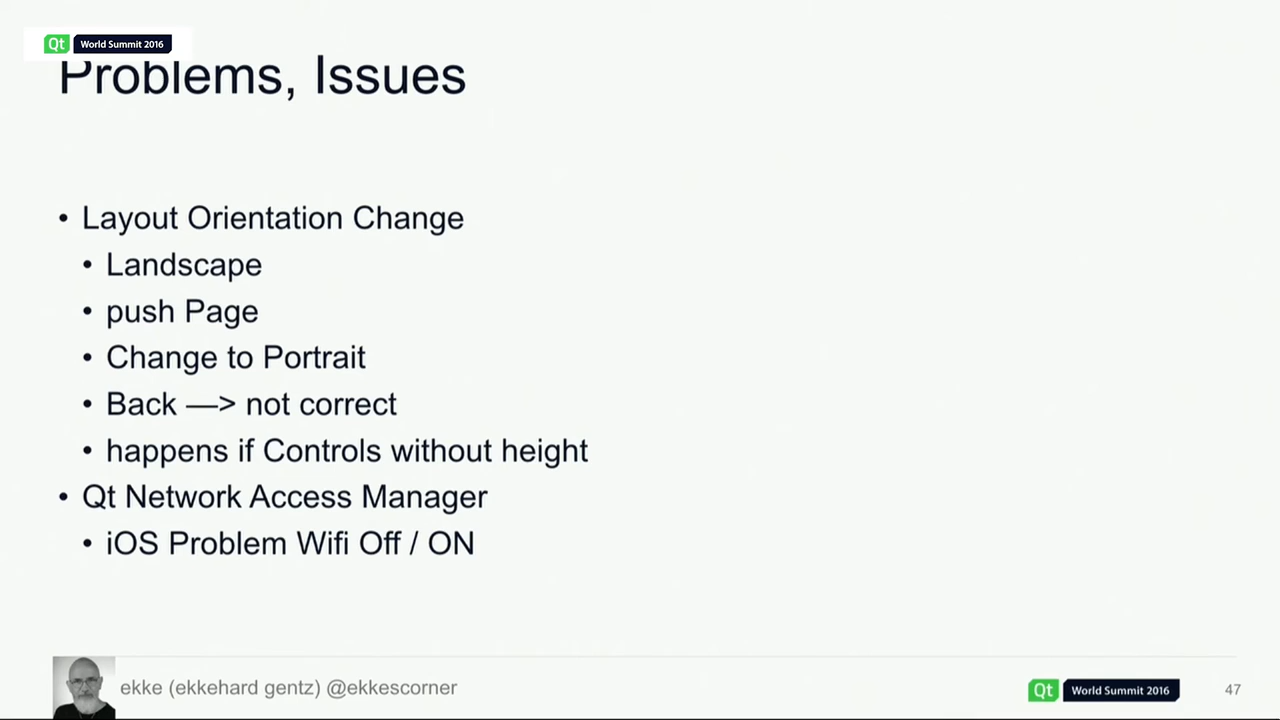 Qt World Summit 2016
Problems, Issues
• Layout Orientation Change
• Landscape
• push Page
• Change to Portrait
• Back —> not correct
• happens if Controls without height
• Qt Network Access Manager
• iOS Problem Wifi Off / ON
ekke (ekkehard gentz) @ekkescorner
Qt World Summit 2016
47